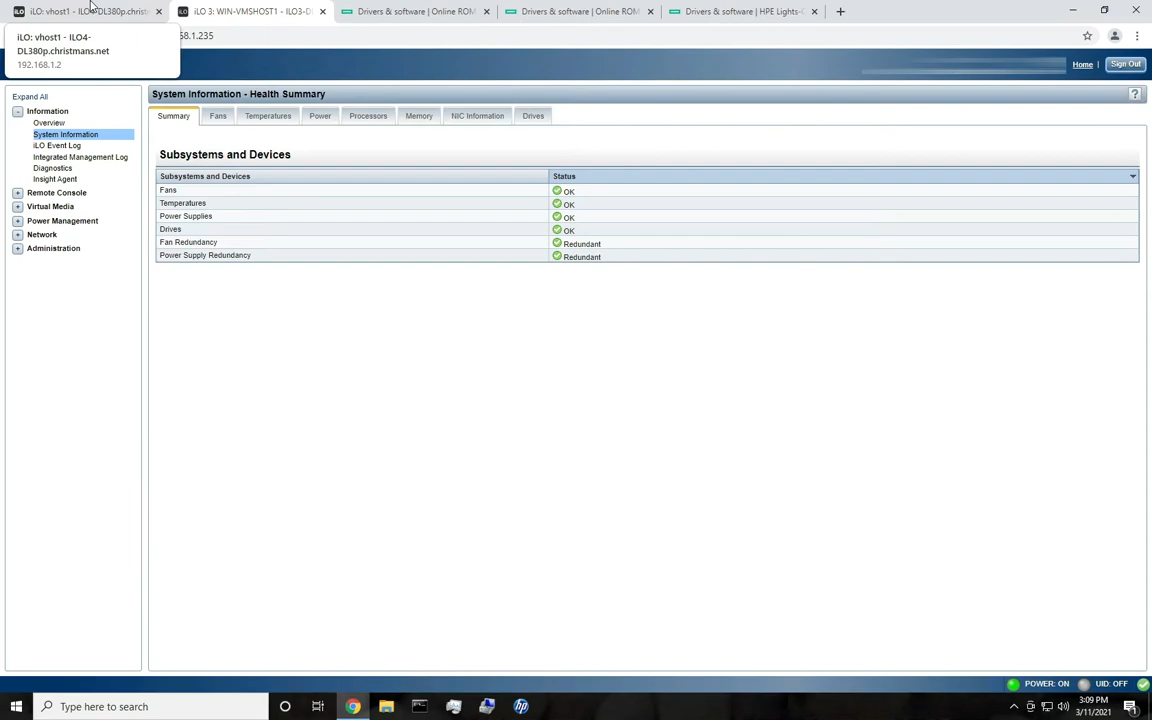 iLO: vhost1 - ILO4-DL380p.christm
iLO 3: WIN-VMSHOST1 - ILO3-D
Drivers & software | Online ROM
Drivers & software | Online ROM
Drivers & software | HPE Lights-
iLO: vhost1 - ILO4-
DL380p.christmans.net
192.168.1.2
58.1.235
Home | Sign Out
Expand All
Information
Overview
System Information
iLO Event Log
Integrated Management Log
Diagnostics
Insight Agent
Remote Console
Virtual Media
Power Management
Network
Administration
System Information - Health Summary
?
Summary Fans Temperatures Power Processors Memory NIC Information Drives
Subsystems and Devices
Subsystems and Devices Status
Fans OK
Temperatures OK
Power Supplies OK
Drives OK
Fan Redundancy Redundant
Power Supply Redundancy Redundant
POWER: ON UID: OFF
Type here to search
3:09 PM
3/11/2021